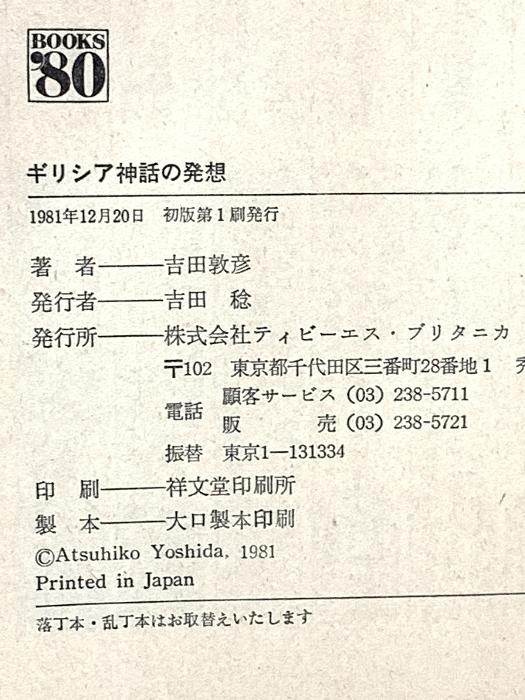 BOOKS
'80
ギリシア神話の発想
1981年12月20日 初版第1刷発行
著 者――吉田敦彦
発行者――吉田 稔
発行所――株式会社ティビーエス・ブリタニカ
〒102 東京都千代田区三番町28番地1
電話 顧客サービス (03) 238-5711
販 売 (03) 238-5721
振替 東京1―131334
印 刷――祥文堂印刷所
製 本――大口製本印刷
©Atsuhiko Yoshida, 1981
Printed in Japan
落丁本・乱丁本はお取替えいたします